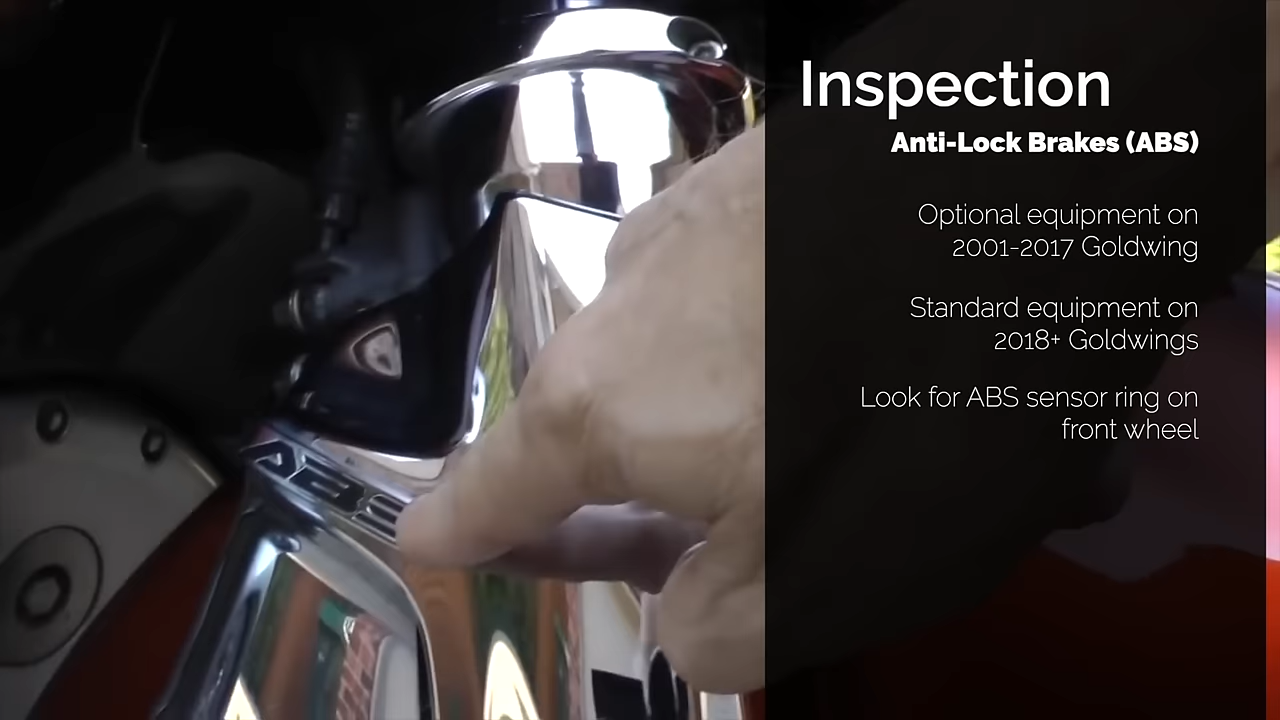 Inspection
Anti-Lock Brakes (ABS)
Optional equipment on
2001-2017 Goldwing
Standard equipment on
2018+ Goldwings
Look for ABS sensor ring on
front wheel
ABS